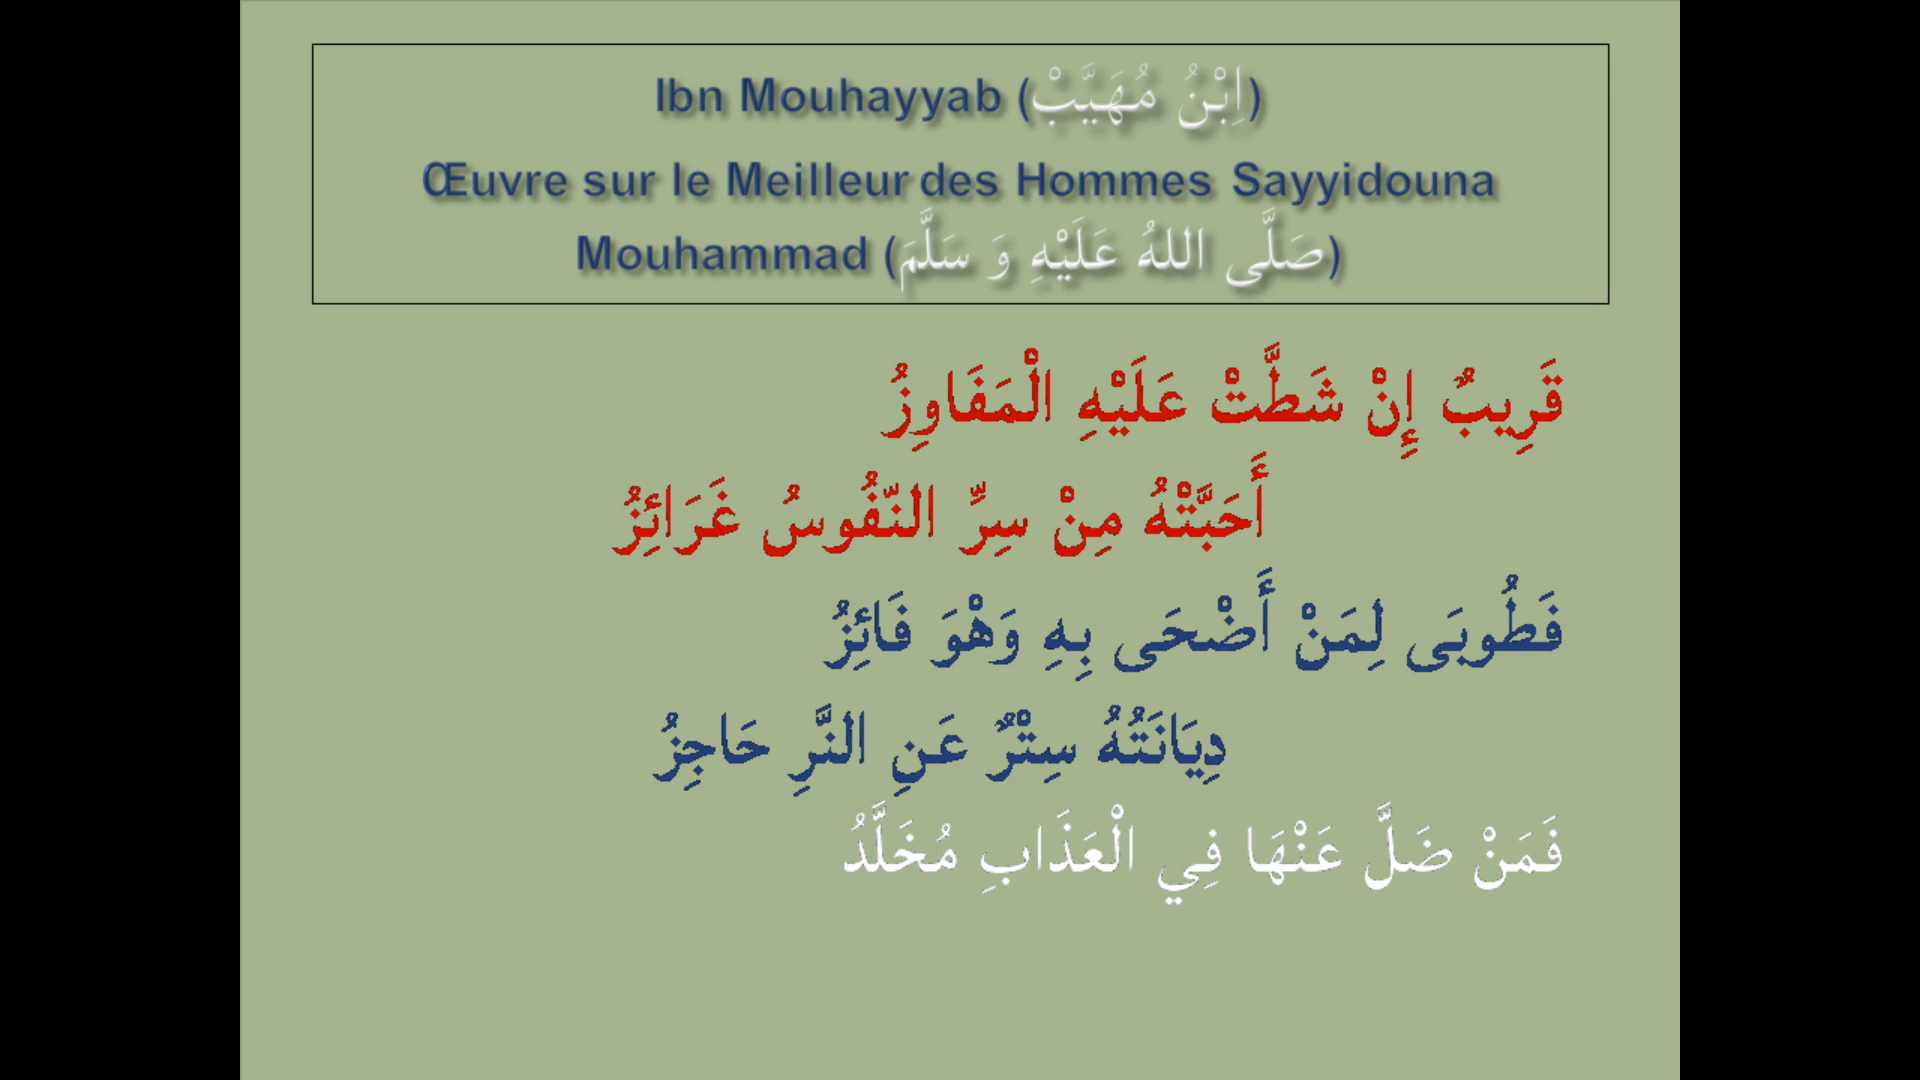 Ibn Mouhayyab (اِبْنُ مُهَيَّبْ)
Œuvre sur le Meilleur des Hommes Sayyidouna
Mouhammad (صَلَّى اللهُ عَلَيْهِ وَ سَلَّمَ)
قَرِيبٌ إِنْ شَطَّتْ عَلَيْهِ الْمَفَاوِزُ
أَحَبَّتْهُ مِنْ سِرِّ النّفُوسُ غَرَائِزُ
فَطُوبَى لِمَنْ أَضْحَى بِهِ وَهْوَ فَائِزُ
دِيَانَتُهُ سِتْرٌ عَنِ النَّرِ حَاجِزُ
فَمَنْ ضَلَّ عَنْهَا فِي الْعَذَابِ مُخَلَّدُ